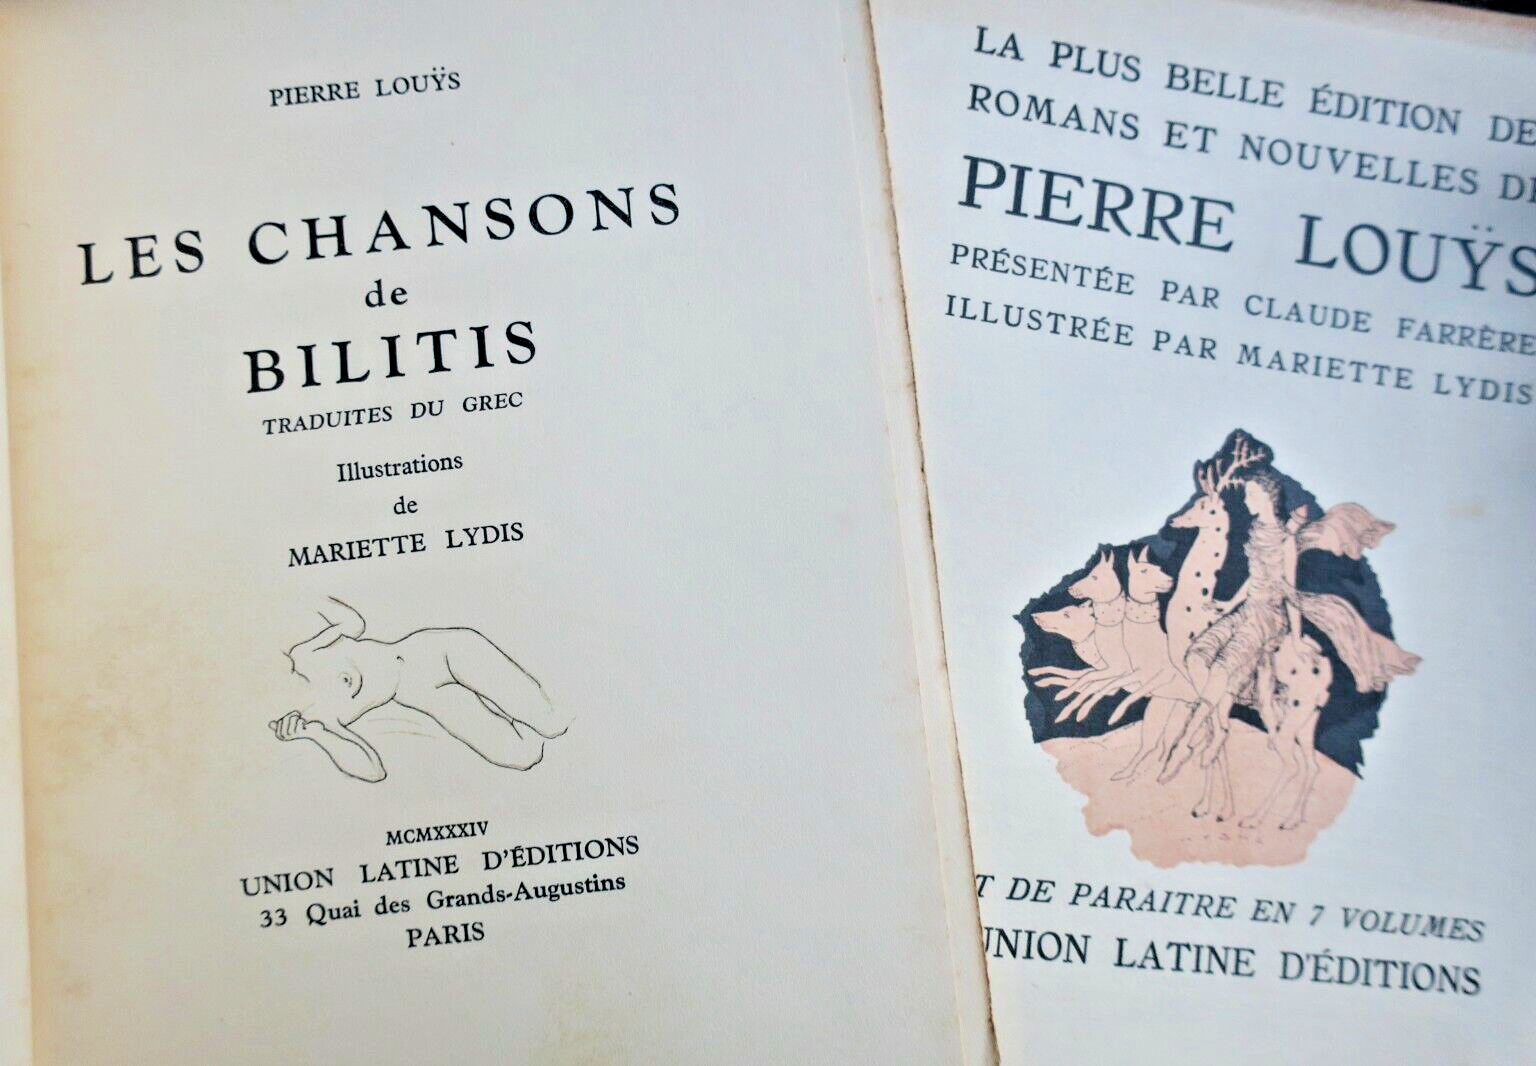 PIERRE LOUŸS
LES CHANSONS
de
BILITIS
TRADUITES DU GREC
Illustrations
de
MARIETTE LYDIS
MCMXXXIV
UNION LATINE D'ÉDITIONS
33 Quai des Grands-Augustins
PARIS
LA PLUS BELLE ÉDITION DE
ROMANS ET NOUVELLES DE
PIERRE LOUŸS
PRÉSENTÉE PAR CLAUDE FARRÈRE
ILLUSTRÉE PAR MARIETTE LYDIS
T DE PARAITRE EN 7 VOLUMES
UNION LATINE D'ÉDITIONS